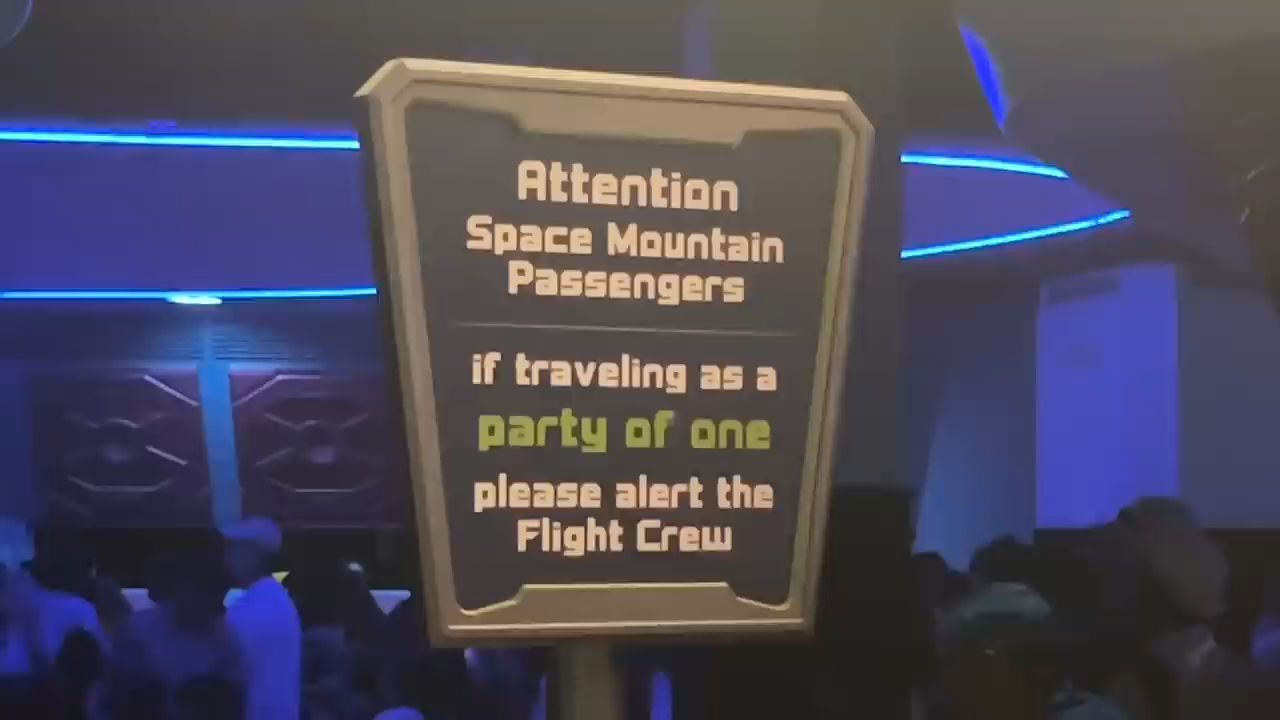 Attention
Space Mountain
Passengers
if traveling as a
party of one
please alert the
Flight Crew